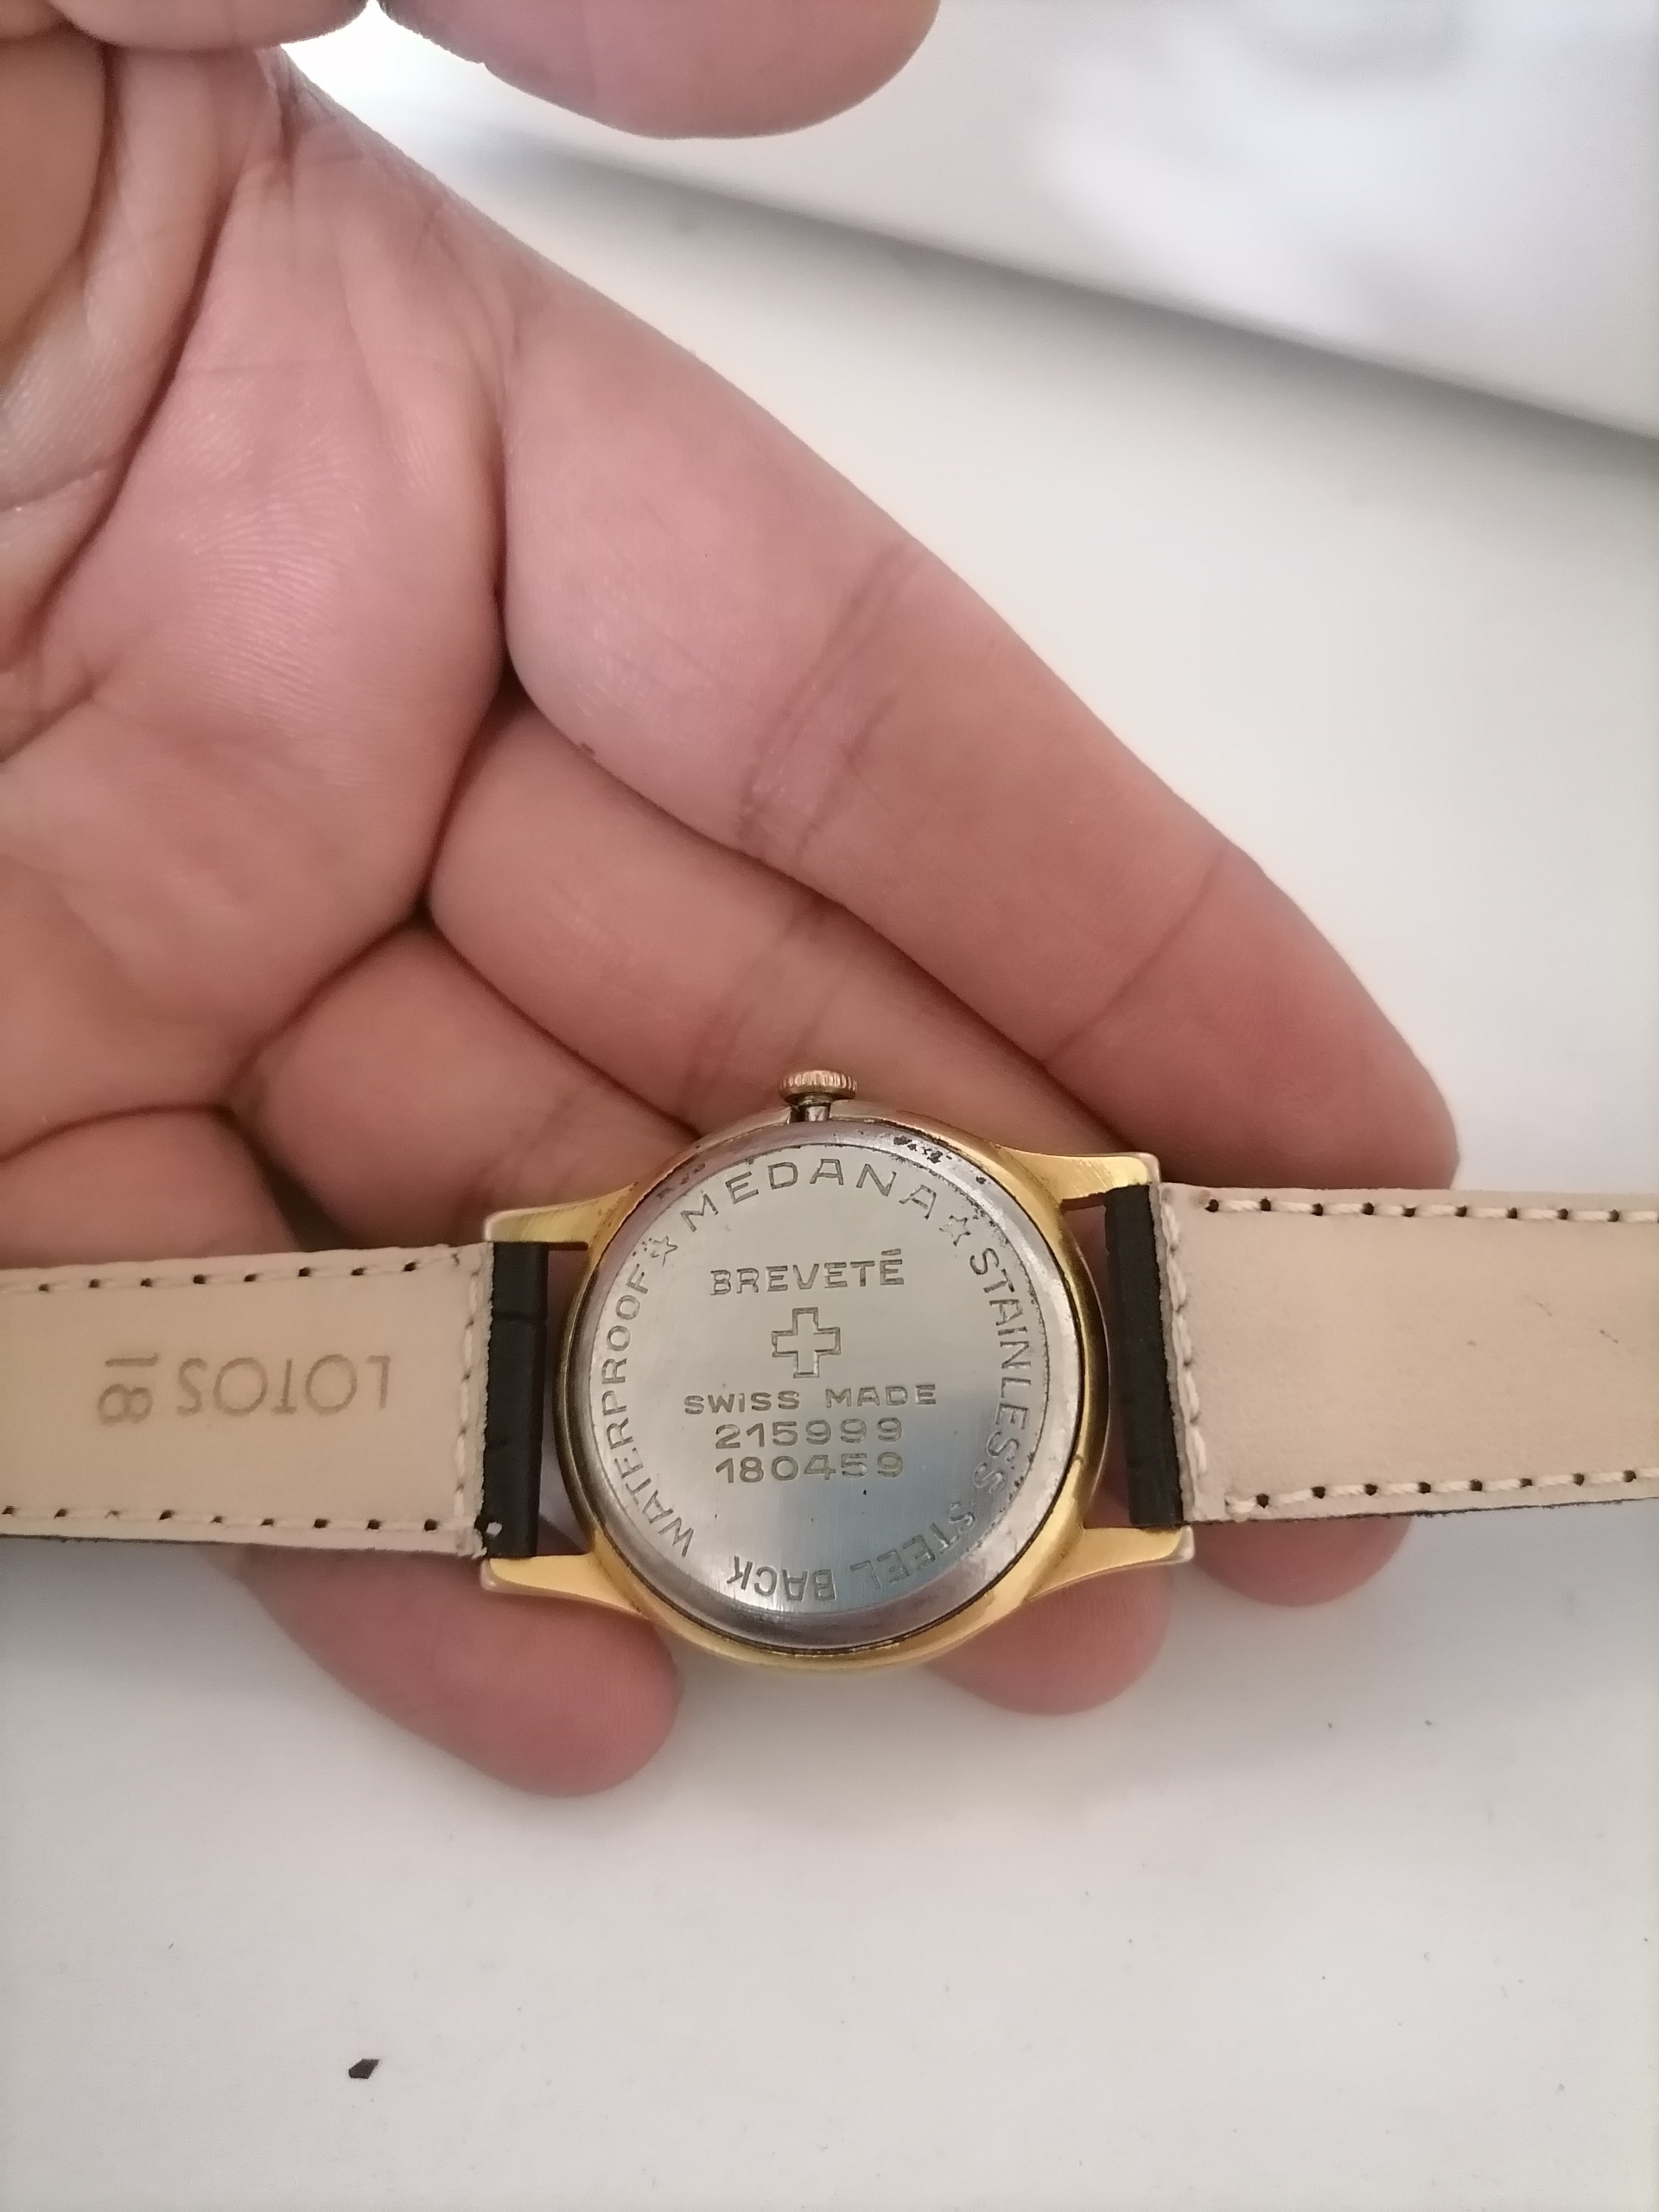 ☆ MEDANA ☆ STAINLESS STEEL BACK WATERPROOF
BREVETÉ
SWiSS MADE
215999
180459
LOTOS 18